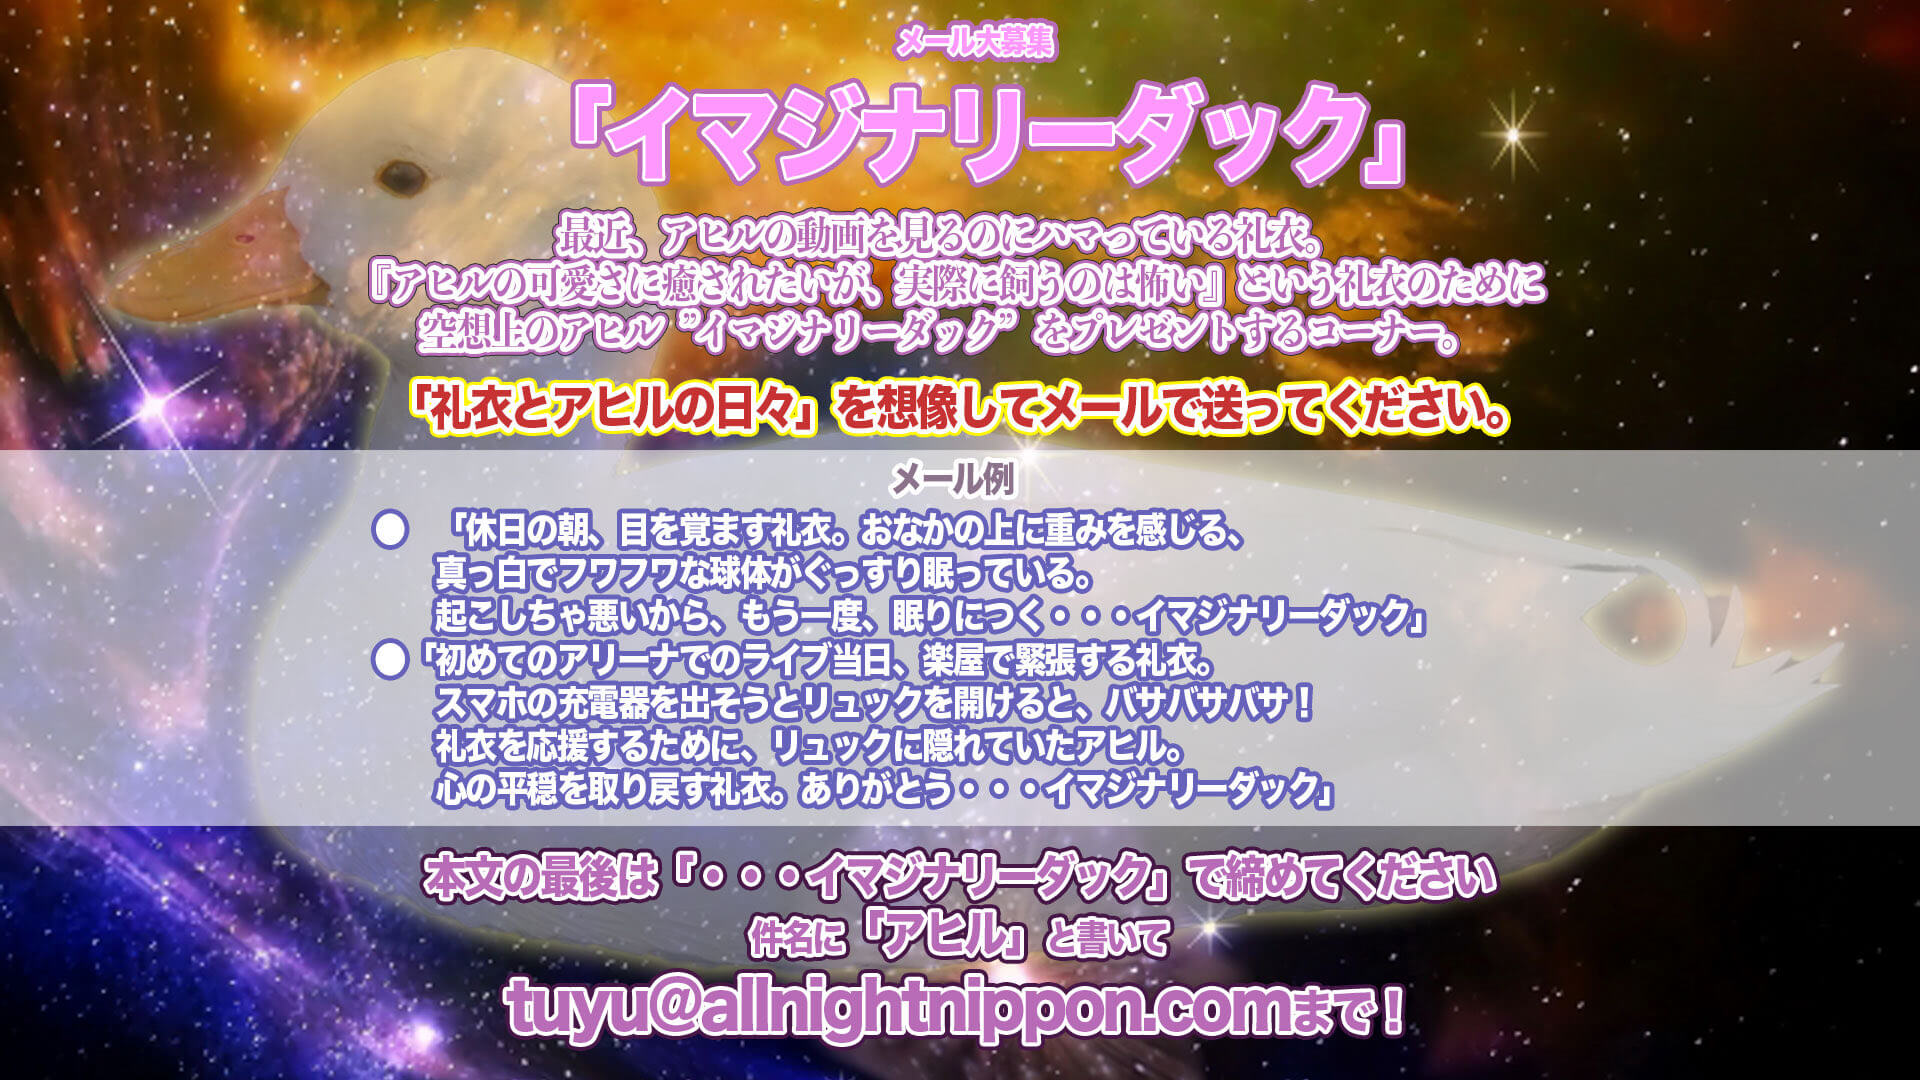 メール大募集
「イマジナリーダック」
最近、アヒルの動画を見るのにハマっている礼衣。
『アヒルの可愛さに癒されたいが、実際に飼うのは怖い』という礼衣のために
空想上のアヒル ”イマジナリーダック” をプレゼントするコーナー。
「礼衣とアヒルの日々」を想像してメールで送ってください。
メール例
● 「休日の朝、目を覚ます礼衣。おなかの上に重みを感じる、
真っ白でフワフワな球体がぐっすり眠っている。
起こしちゃ悪いから、もう一度、眠りにつく・・・イマジナリーダック」
●「初めてのアリーナでのライブ当日、楽屋で緊張する礼衣。
スマホの充電器を出そうとリュックを開けると、バサバサバサ！
礼衣を応援するために、リュックに隠れていたアヒル。
心の平穏を取り戻す礼衣。ありがとう・・・イマジナリーダック」
本文の最後は「・・・イマジナリーダック」で締めてください
件名に「アヒル」と書いて
tuyu@allnightnippon.comまで！